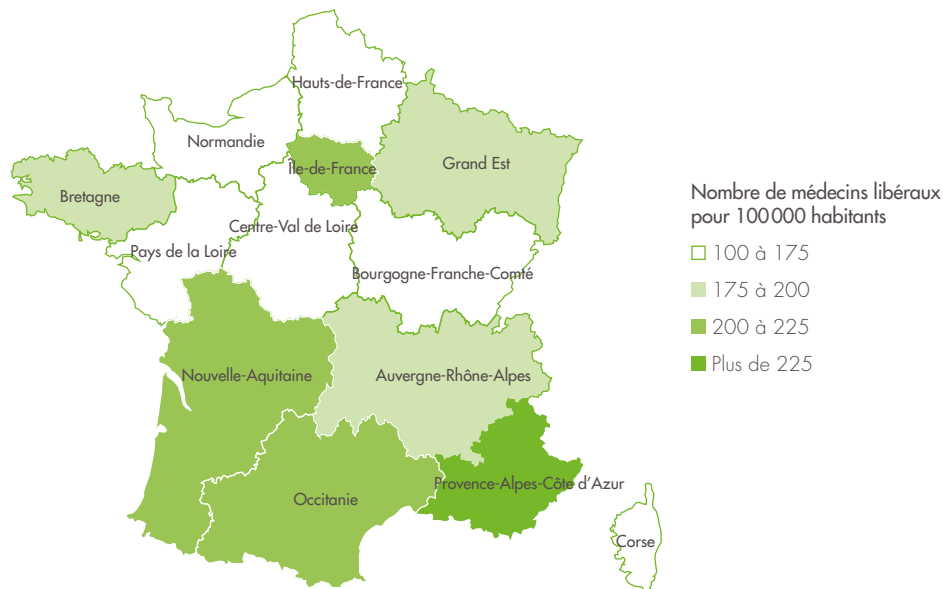 Hauts-de-France
Normandie
Île-de-France
Grand Est
Bretagne
Centre-Val de Loire
Pays de la Loire
Bourgogne-Franche-Comté
Nouvelle-Aquitaine
Auvergne-Rhône-Alpes
Provence-Alpes-Côte d'Azur
Occitanie
Corse
Nombre de médecins libéraux
pour 100 000 habitants
100 à 175
175 à 200
200 à 225
Plus de 225